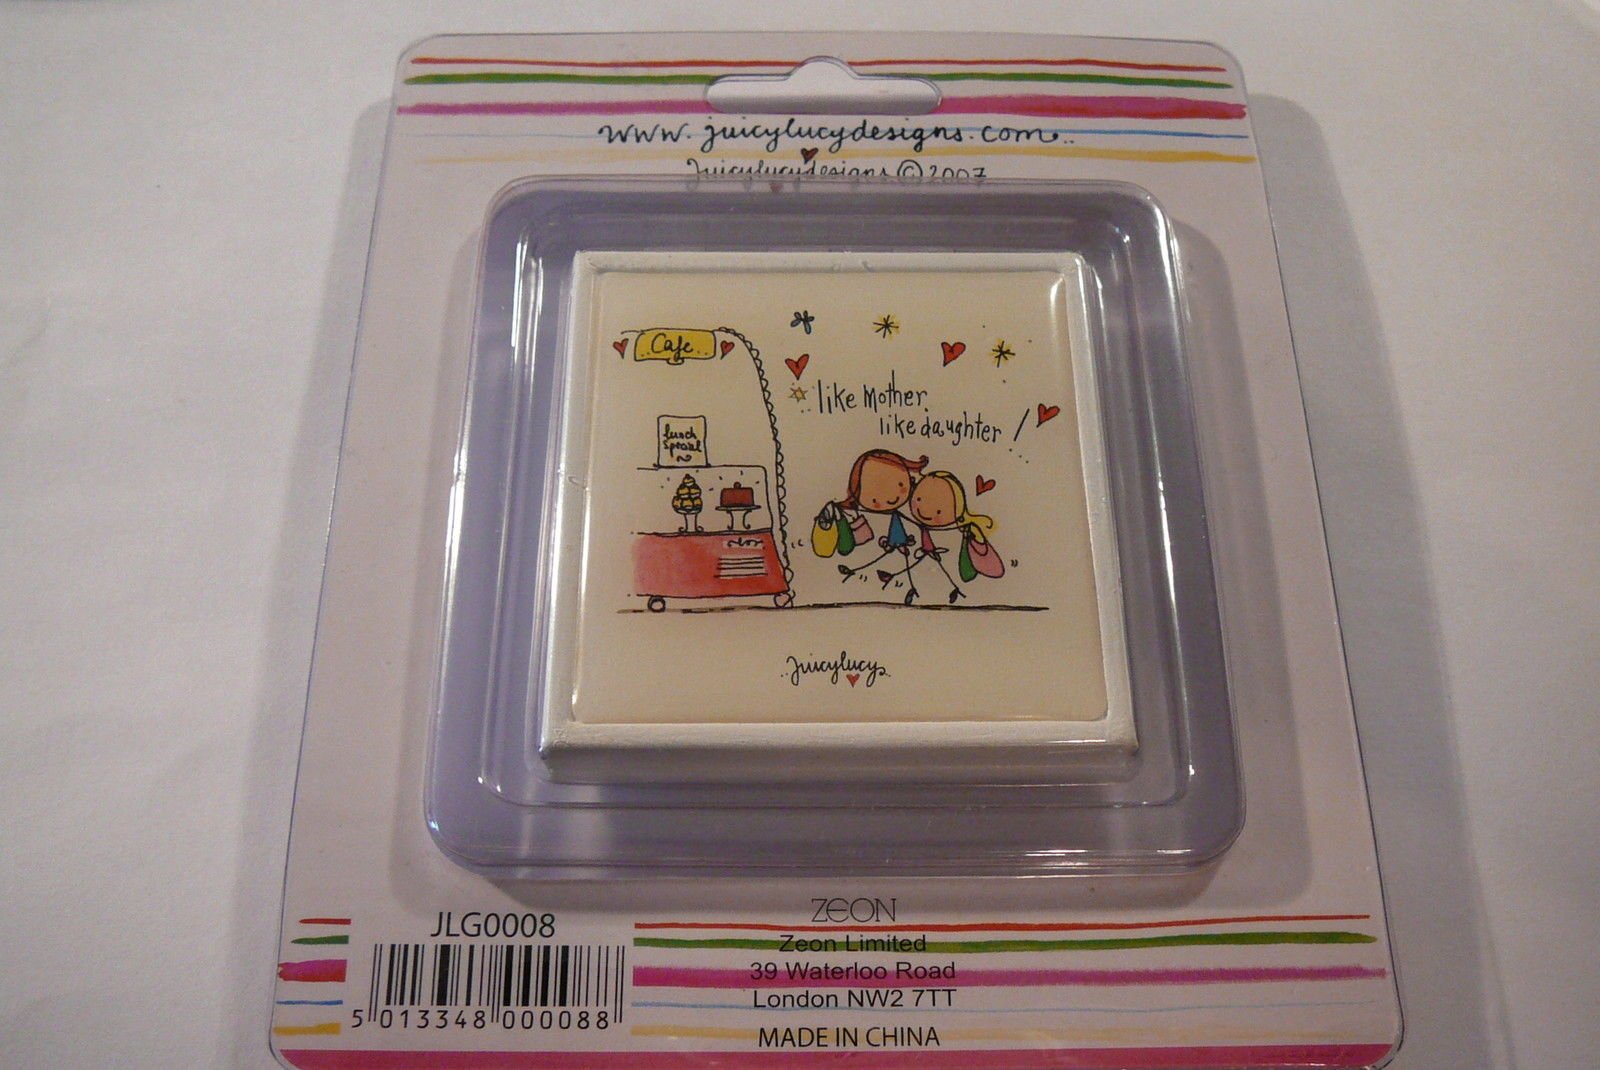 www.juicylucydesigns.com..
Juicylucydesigns © 2007
Cafe
lunch
special
like Mother,
like daughter!
..Juicylucy..
JLG0008
5 013348 000088
ZEON
Zeon Limited
39 Waterloo Road
London NW2 7TT
MADE IN CHINA